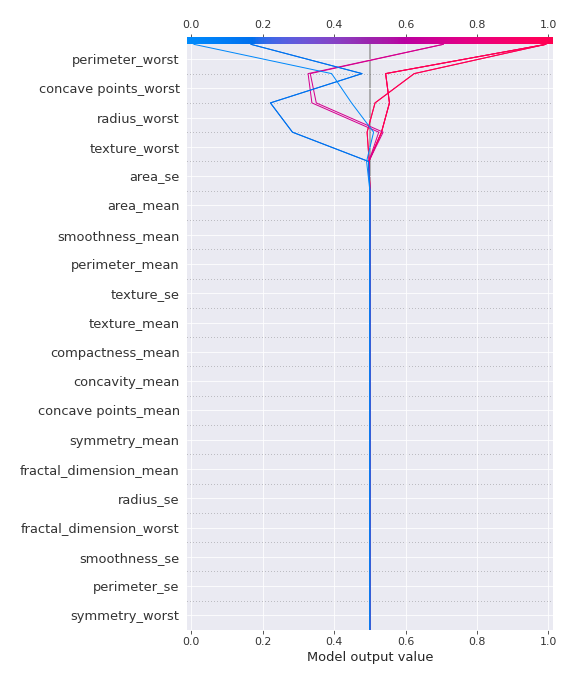 0.0 0.2 0.4 0.6 0.8 1.0
perimeter_worst
concave points_worst
radius_worst
texture_worst
area_se
area_mean
smoothness_mean
perimeter_mean
texture_se
texture_mean
compactness_mean
concavity_mean
concave points_mean
symmetry_mean
fractal_dimension_mean
radius_se
fractal_dimension_worst
smoothness_se
perimeter_se
symmetry_worst
0.0 0.2 0.4 0.6 0.8 1.0
Model output value